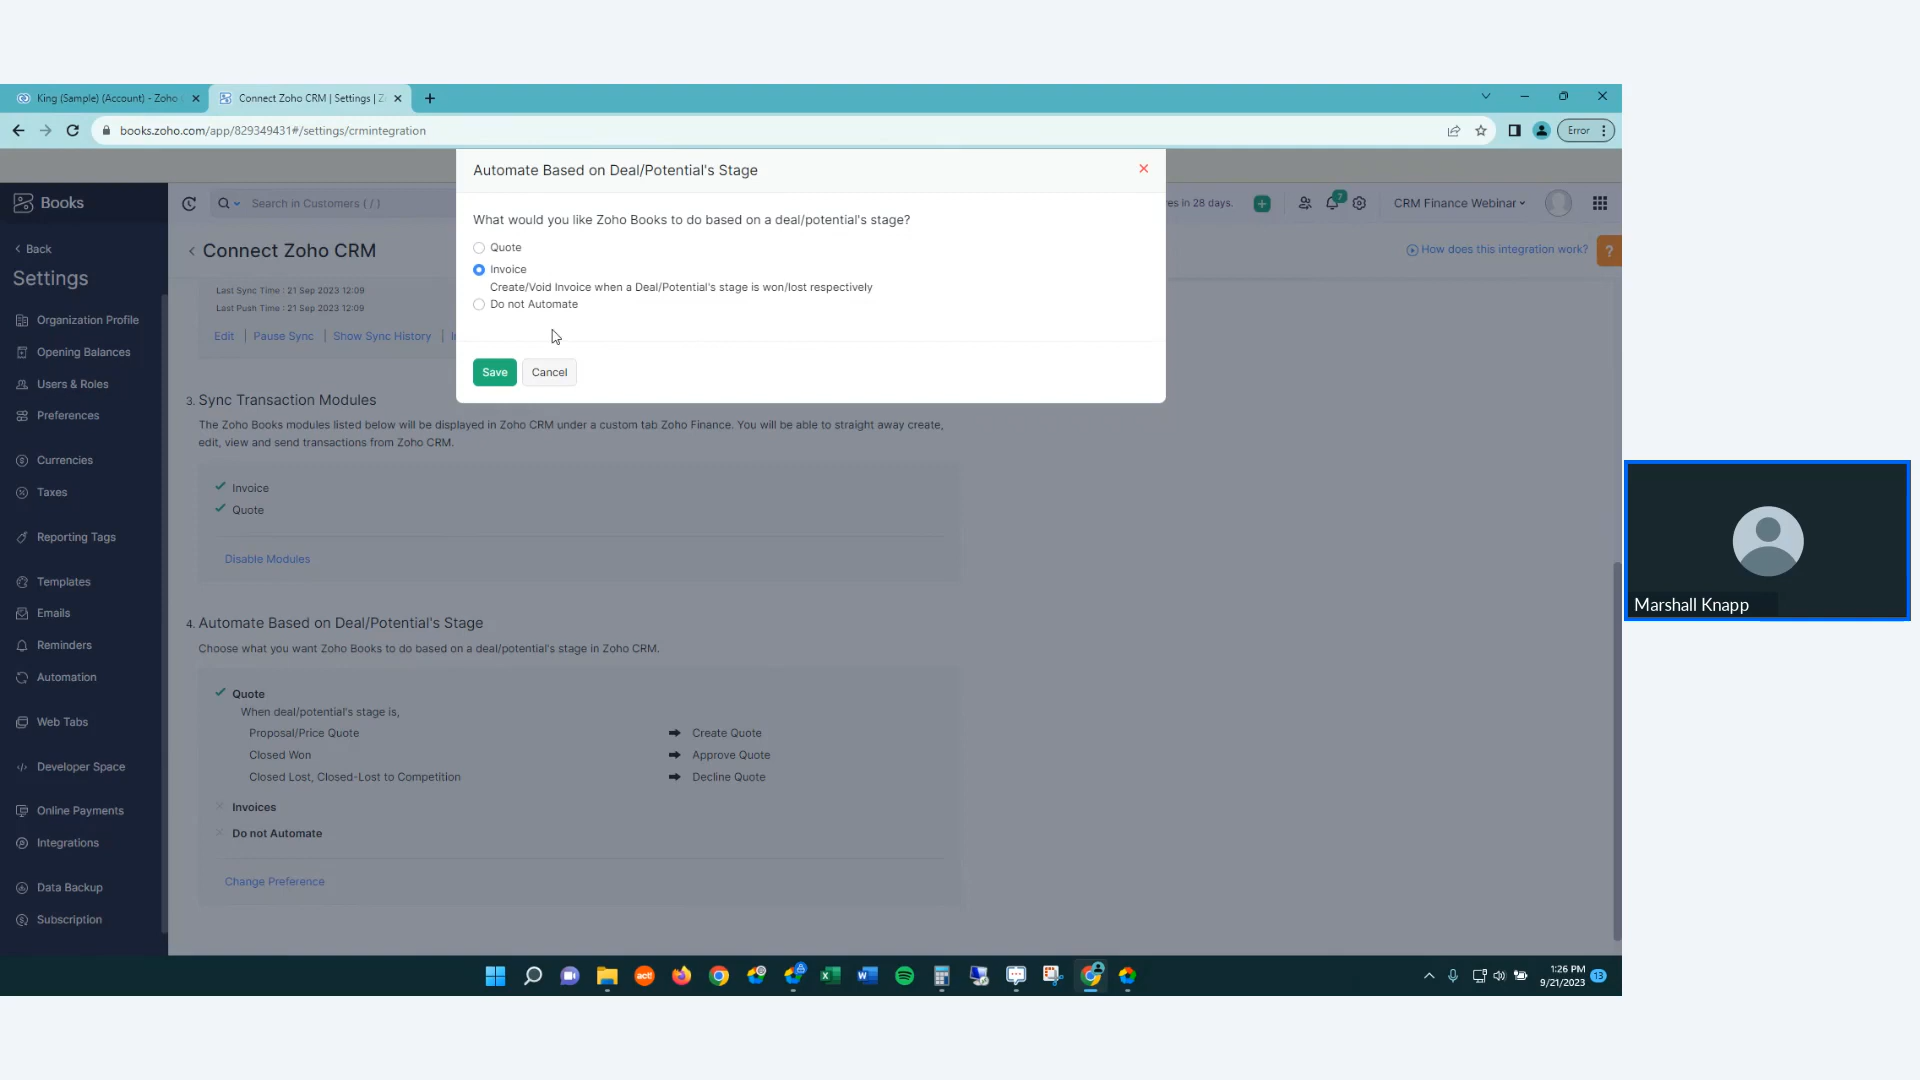 King (Sample) (Account) - Zoho
Connect Zoho CRM | Settings | Z
books.zoho.com/app/829349431#/settings/crmintegration
Error
Automate Based on Deal/Potential's Stage
What would you like Zoho Books to do based on a deal/potential's stage?
Quote
Invoice
Create/Void Invoice when a Deal/Potential's stage is won/lost respectively
Do not Automate
Save
Cancel
Books
Search in Customers ( / )
in 28 days.
7
CRM Finance Webinar
Back
Settings
Organization Profile
Opening Balances
Users & Roles
Preferences
Currencies
Taxes
Reporting Tags
Templates
Emails
Reminders
Automation
Web Tabs
Developer Space
Online Payments
Integrations
Data Backup
Subscription
Connect Zoho CRM
How does this integration work?
?
Last Sync Time : 21 Sep 2023 12:09
Last Push Time : 21 Sep 2023 12:09
Edit | Pause Sync | Show Sync History |
3. Sync Transaction Modules
The Zoho Books modules listed below will be displayed in Zoho CRM under a custom tab Zoho Finance. You will be able to straight away create,
edit, view and send transactions from Zoho CRM.
Invoice
Quote
Disable Modules
4. Automate Based on Deal/Potential's Stage
Choose what you want Zoho Books to do based on a deal/potential's stage in Zoho CRM.
Quote
When deal/potential's stage is,
Proposal/Price Quote ➡ Create Quote
Closed Won ➡ Approve Quote
Closed Lost, Closed-Lost to Competition ➡ Decline Quote
Invoices
Do not Automate
Change Preference
Marshall Knapp
act!
1:26 PM
9/21/2023
13